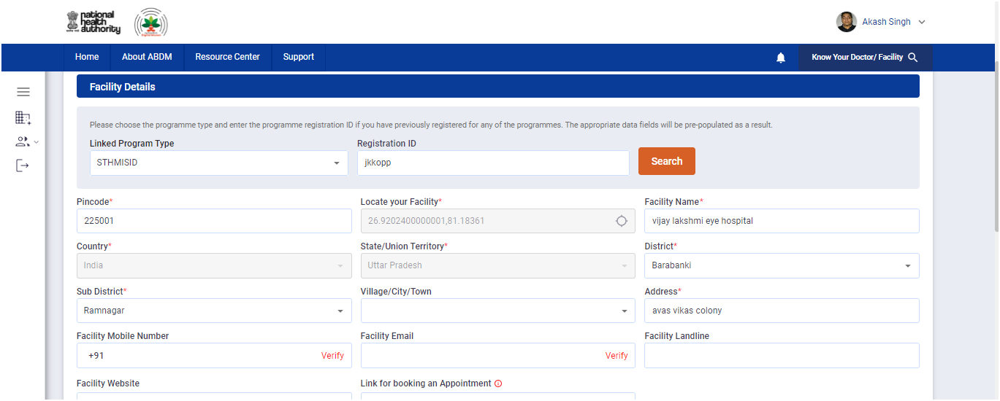 national
health
authority
Akash Singh
Home About ABDM Resource Center Support Know Your Doctor/ Facility
Facility Details
Please choose the programme type and enter the programme registration ID if you have previously registered for any of the programmes. The appropriate data fields will be pre-populated as a result.
Linked Program Type Registration ID
STHMISID jkkopp Search
Pincode* Locate your Facility* Facility Name*
225001 26.9202400000001,81.18361 vijay lakshmi eye hospital
Country* State/Union Territory* District*
India Uttar Pradesh Barabanki
Sub District* Village/City/Town Address*
Ramnagar avas vikas colony
Facility Mobile Number Facility Email Facility Landline
+91 Verify Verify
Facility Website Link for booking an Appointment